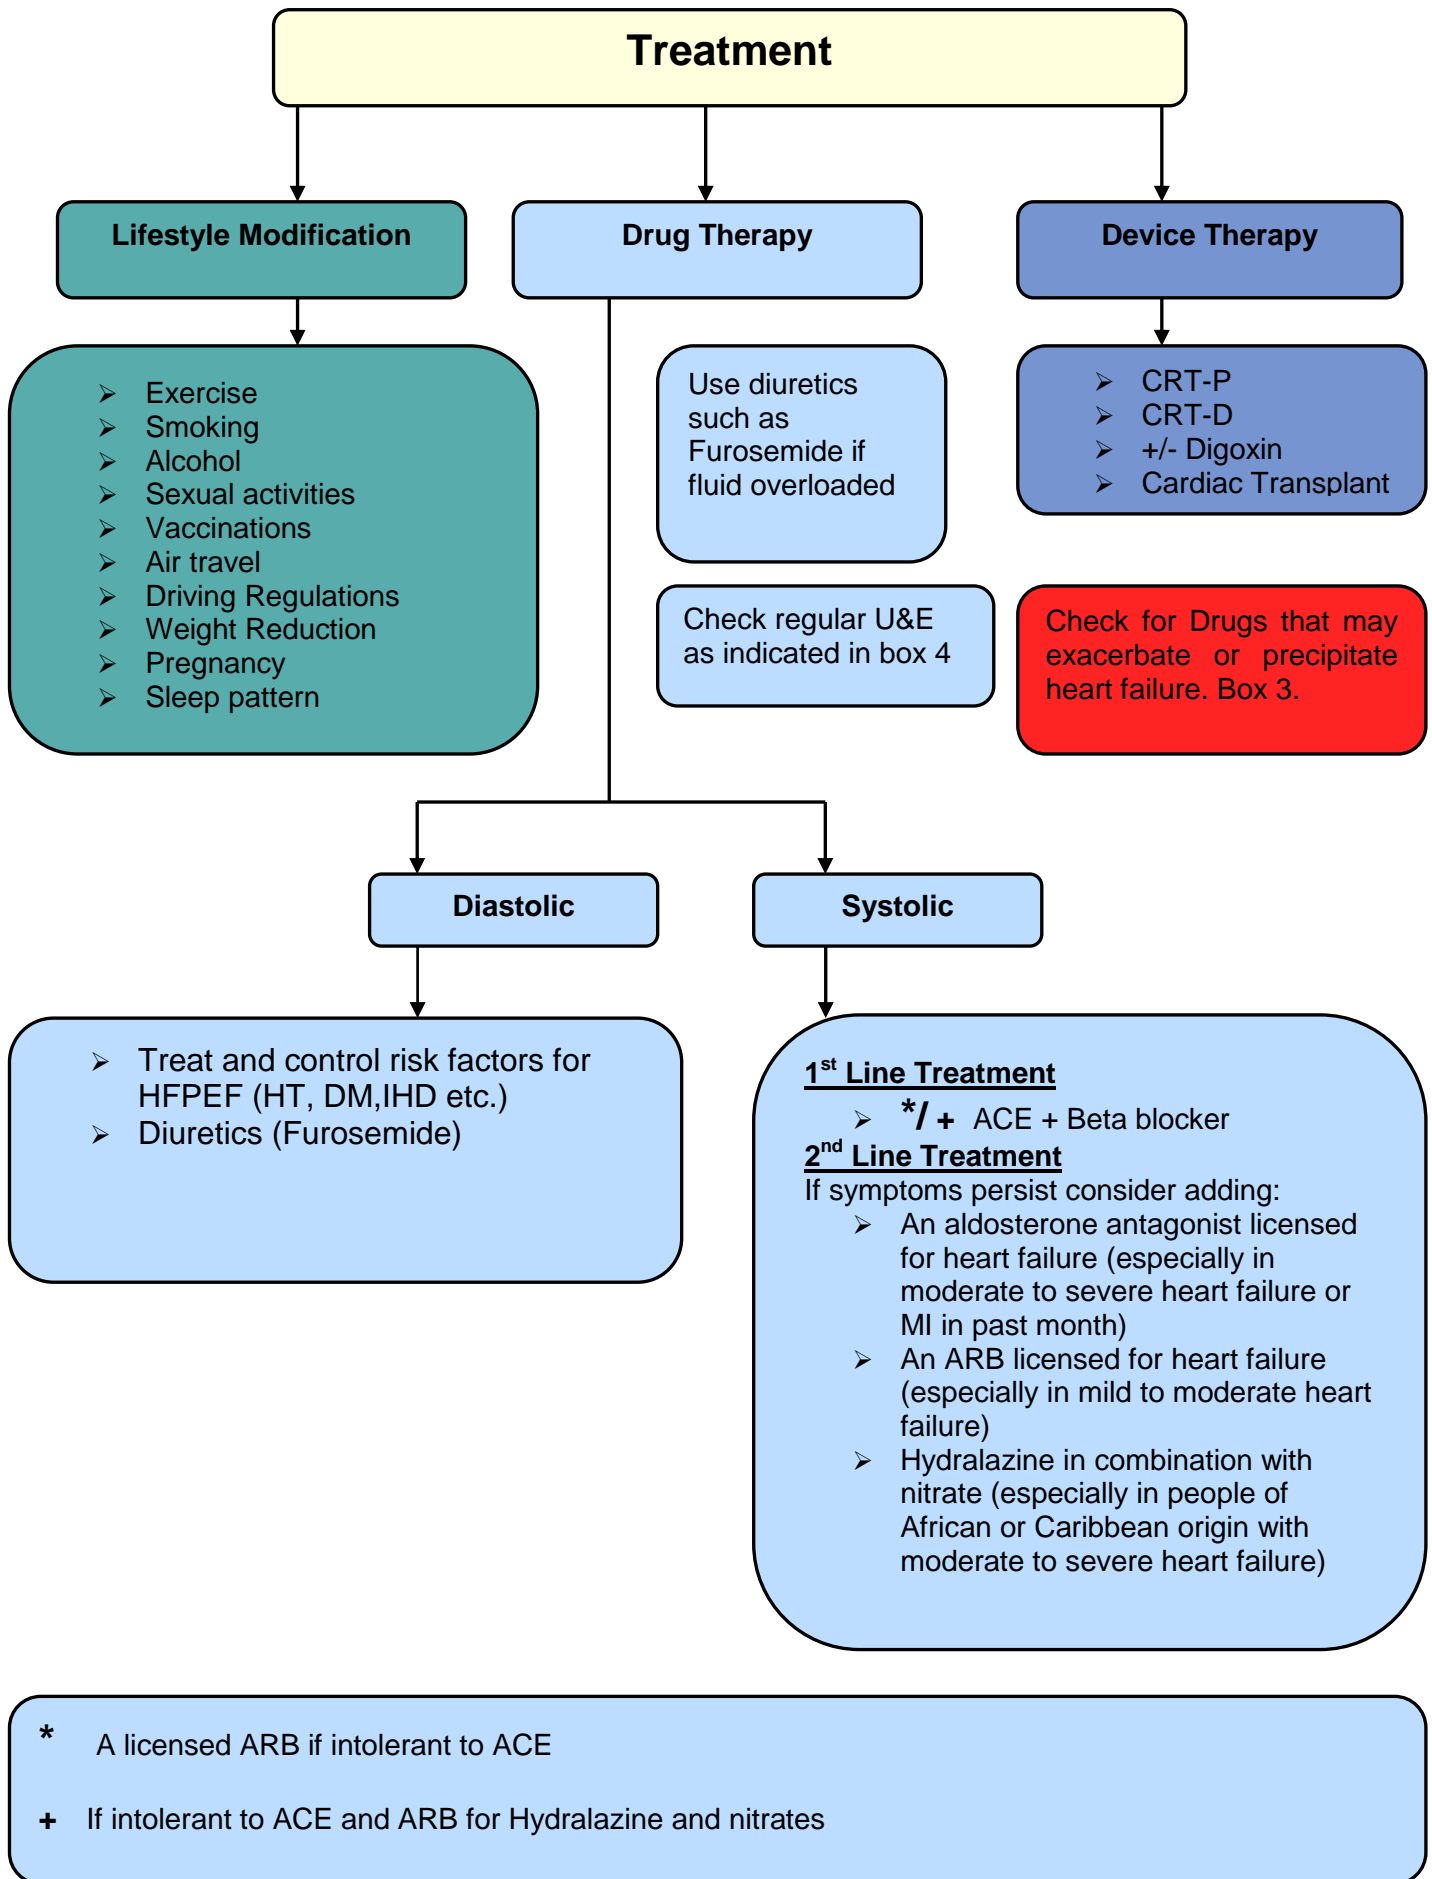 Treatment
Lifestyle Modification
Drug Therapy
Device Therapy
➢ Exercise
➢ Smoking
➢ Alcohol
➢ Sexual activities
➢ Vaccinations
➢ Air travel
➢ Driving Regulations
➢ Weight Reduction
➢ Pregnancy
➢ Sleep pattern
Use diuretics
such as
Furosemide if
fluid overloaded
➢ CRT-P
➢ CRT-D
➢ +/- Digoxin
➢ Cardiac Transplant
Check regular U&E
as indicated in box 4
Check for Drugs that may
exacerbate or precipitate
heart failure. Box 3.
Diastolic
Systolic
➢ Treat and control risk factors for
HFPEF (HT, DM,IHD etc.)
➢ Diuretics (Furosemide)
1st Line Treatment
➢ */ + ACE + Beta blocker
2nd Line Treatment
If symptoms persist consider adding:
➢ An aldosterone antagonist licensed
for heart failure (especially in
moderate to severe heart failure or
MI in past month)
➢ An ARB licensed for heart failure
(especially in mild to moderate heart
failure)
➢ Hydralazine in combination with
nitrate (especially in people of
African or Caribbean origin with
moderate to severe heart failure)
* A licensed ARB if intolerant to ACE
+ If intolerant to ACE and ARB for Hydralazine and nitrates